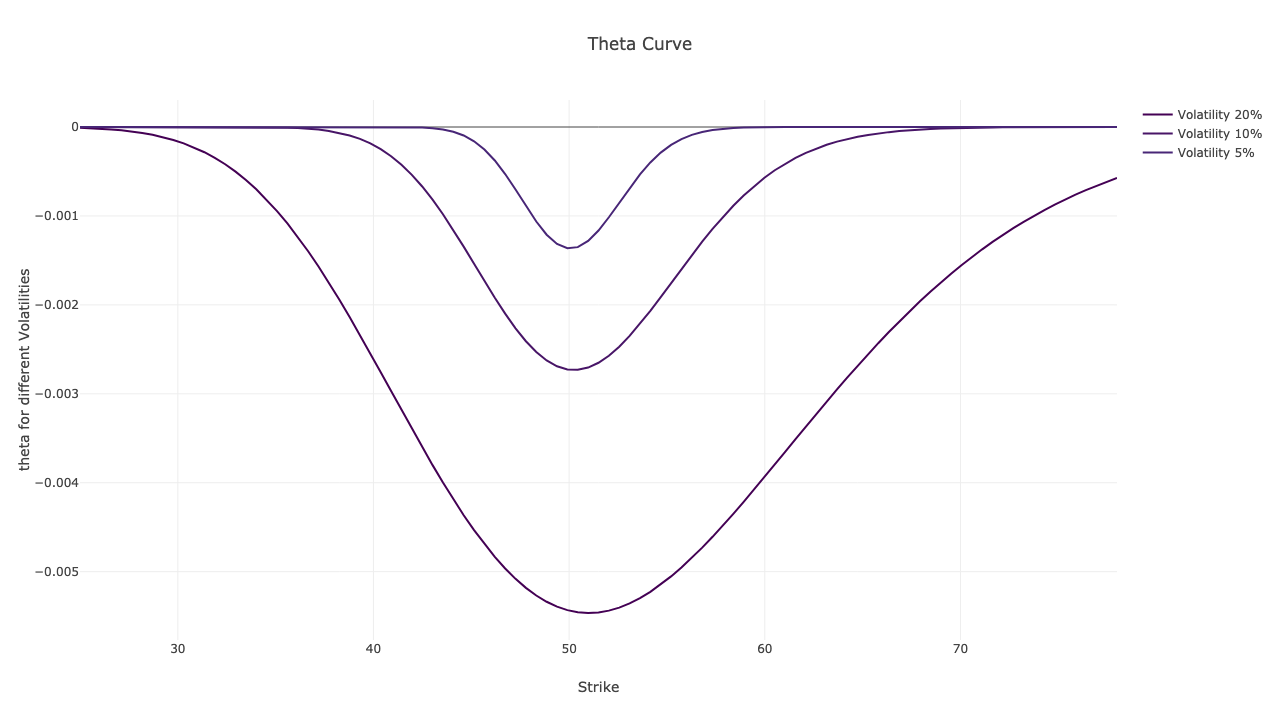 Theta Curve
Volatility 20%
Volatility 10%
Volatility 5%
theta for different Volatilities
0
−0.001
−0.002
−0.003
−0.004
−0.005
30
40
50
60
70
Strike